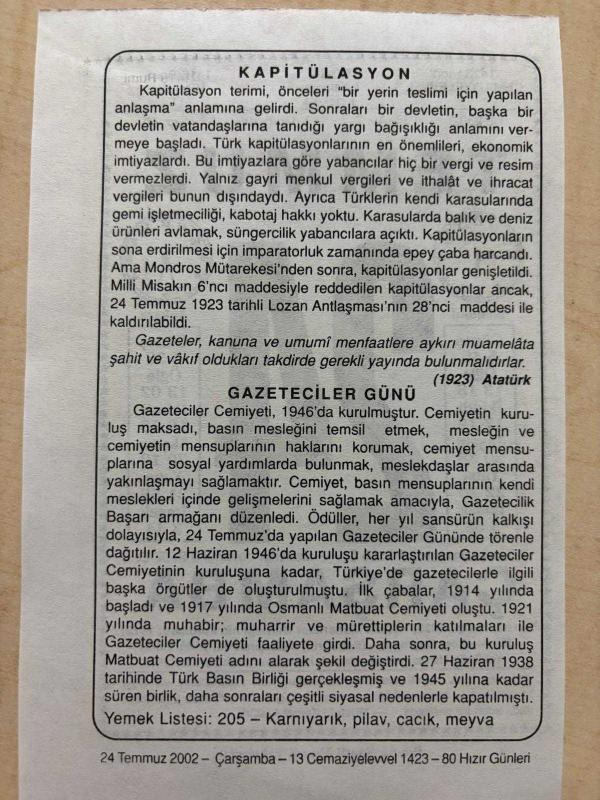 KAPİTÜLASYON
Kapitülasyon terimi, önceleri “bir yerin teslimi için yapılan
anlaşma” anlamına gelirdi. Sonraları bir devletin, başka bir
devletin vatandaşlarına tanıdığı yargı bağışıklığı anlamını ver-
meye başladı. Türk kapitülasyonlarının en önemlileri, ekonomik
imtiyazlardı. Bu imtiyazlara göre yabancılar hiç bir vergi ve resim
vermezlerdi. Yalnız gayri menkul vergileri ve ithalât ve ihracat
vergileri bunun dışındaydı. Ayrıca Türklerin kendi karasularında
gemi işletmeciliği, kabotaj hakkı yoktu. Karasularda balık ve deniz
ürünleri avlamak, süngercilik yabancılara açıktı. Kapitülasyonların
sona erdirilmesi için imparatorluk zamanında epey çaba harcandı.
Ama Mondros Mütarekesi'nden sonra, kapitülasyonlar genişletildi.
Milli Misakın 6'ncı maddesiyle reddedilen kapitülasyonlar ancak,
24 Temmuz 1923 tarihli Lozan Antlaşması'nın 28'nci maddesi ile
kaldırılabildi.
Gazeteler, kanuna ve umumî menfaatlere aykırı muamelâta
şahit ve vâkıf oldukları takdirde gerekli yayında bulunmalıdırlar.
(1923) Atatürk
GAZETECİLER GÜNÜ
Gazeteciler Cemiyeti, 1946'da kurulmuştur. Cemiyetin kuru-
luş maksadı, basın mesleğini temsil etmek, mesleğin ve
cemiyetin mensuplarının haklarını korumak, cemiyet mensu-
plarına sosyal yardımlarda bulunmak, meslekdaşlar arasında
yakınlaşmayı sağlamaktır. Cemiyet, basın mensuplarının kendi
meslekleri içinde gelişmelerini sağlamak amacıyla, Gazetecilik
Başarı armağanı düzenledi. Ödüller, her yıl sansürün kalkışı
dolayısıyla, 24 Temmuz'da yapılan Gazeteciler Gününde törenle
dağıtılır. 12 Haziran 1946'da kuruluşu kararlaştırılan Gazeteciler
Cemiyetinin kuruluşuna kadar, Türkiye'de gazetecilerle ilgili
başka örgütler de oluşturulmuştu. İlk çabalar, 1914 yılında
başladı ve 1917 yılında Osmanlı Matbuat Cemiyeti oluştu. 1921
yılında muhabir; muharrir ve mürettiplerin katılmaları ile
Gazeteciler Cemiyeti faaliyete girdi. Daha sonra, bu kuruluş
Matbuat Cemiyeti adını alarak şekil değiştirdi. 27 Haziran 1938
tarihinde Türk Basın Birliği gerçekleşmiş ve 1945 yılına kadar
süren birlik, daha sonraları çeşitli siyasal nedenlerle kapatılmıştı.
Yemek Listesi: 205 – Karnıyarık, pilav, cacık, meyva
24 Temmuz 2002 – Çarşamba – 13 Cemaziyelevvel 1423 – 80 Hızır Günleri